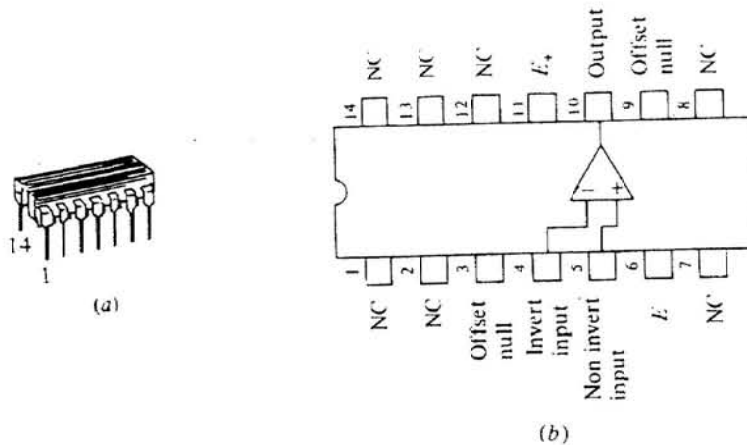 NC
NC
NC
E+
Output
Offset
null
NC
14
13
12
11
10
9
8
− +
14
1
(a)
1
2
3
4
5
6
7
NC
NC
Offset
null
Invert
input
Non invert
input
E
NC
(b)